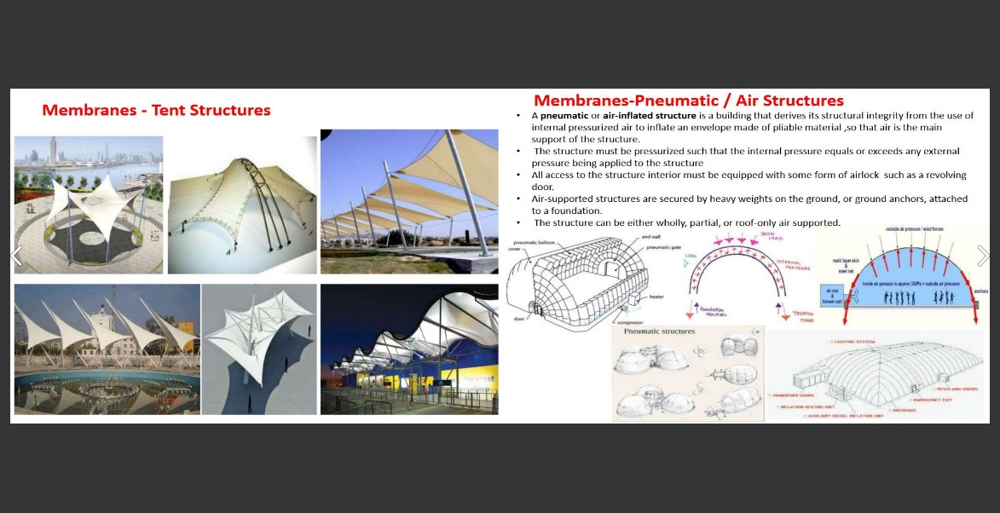 Membranes - Tent Structures
Membranes-Pneumatic / Air Structures
• A pneumatic or air-inflated structure is a building that derives its structural integrity from the use of
internal pressurized air to inflate an envelope made of pliable material ,so that air is the main
support of the structure.
• The structure must be pressurized such that the internal pressure equals or exceeds any external
pressure being applied to the structure
• All access to the structure interior must be equipped with some form of airlock such as a revolving
door.
• Air-supported structures are secured by heavy weights on the ground, or ground anchors, attached
to a foundation.
• The structure can be either wholly, partial, or roof-only air supported.
pneumatic balloon
cover
end wall
pneumatic gate
heater
compressor
door
SNOW
LOAD
LOAD
INTERNAL
PRESSURE
foundation
reactions
TENSION
outside air pressure / wind forces
multi layer skin
&
steel net
inside air pressure is approx 300Pa > outside air pressure
air con
&
blower unit
anchors
Pneumatic structures
LIGHTING SYSTEM
REVOLVING DOORS
TRANSPORT DOORS
EMERGENCY EXIT
INFLATION-HEATING UNIT
ANCHORAGE
AUXILIARY DIESEL INFLATION UNIT